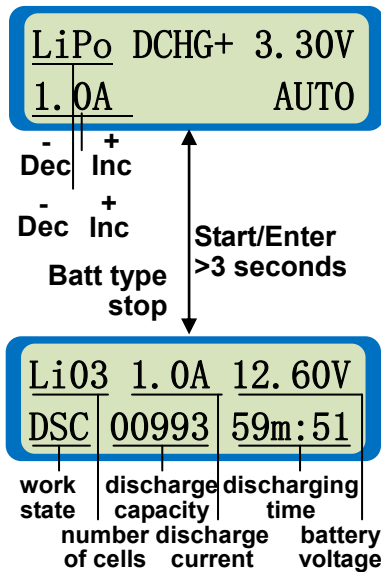 LiPo DCHG+ 3.30V
1.0A AUTO
- +
Dec Inc
- +
Dec Inc
Start/Enter
>3 seconds
Batt type
stop
Li03 1.0A 12.60V
DSC 00993 59m:51
work discharge discharging
state capacity time
number discharge battery
of cells current voltage